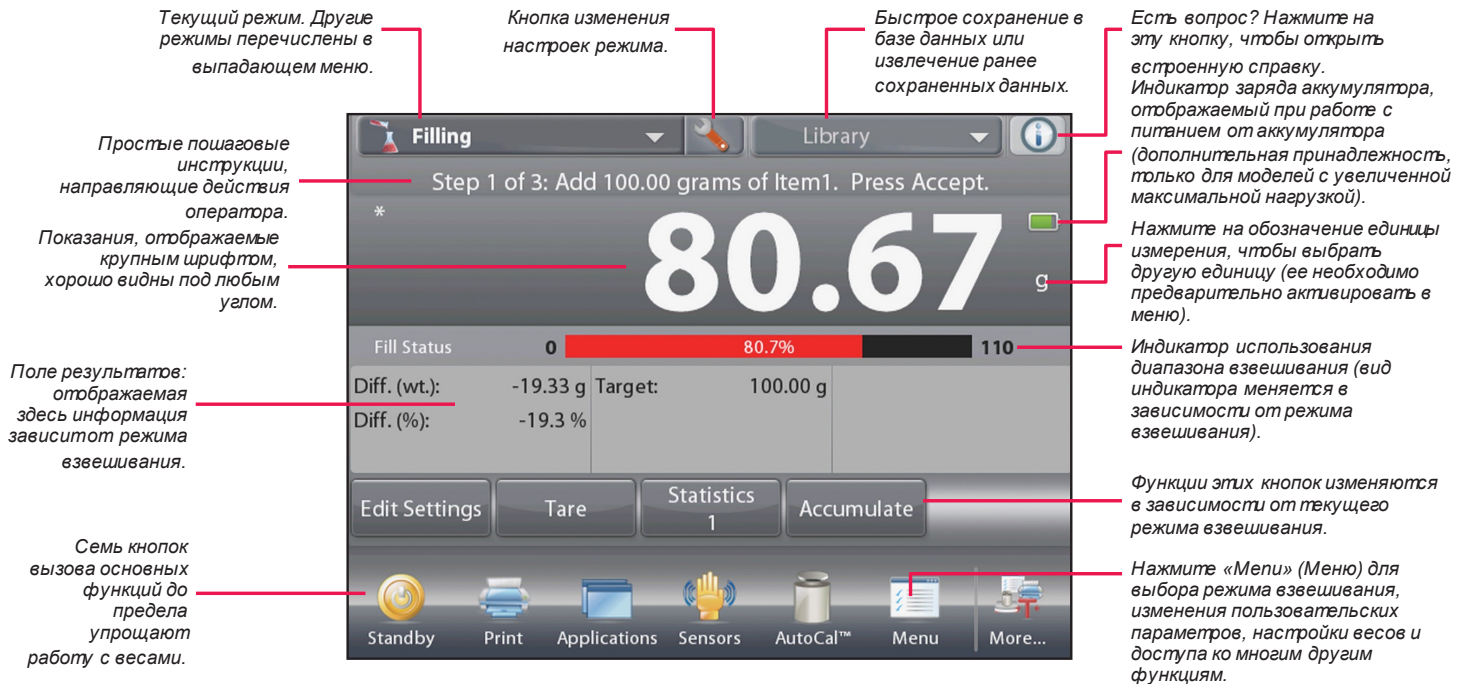 Текущий режим. Другие
режимы перечислены в
выпадающем меню.
Кнопка изменения
настроек режима.
Быстрое сохранение в
базе данных или
извлечение ранее
сохраненных данных.
Есть вопрос? Нажмите на
эту кнопку, чтобы открыть
встроенную справку.
Индикатор заряда аккумулятора,
отображаемый при работе с
питанием от аккумулятора
(дополнительная принадлежность,
только для моделей с увеличенной
максимальной нагрузкой).
Простые пошаговые
инструкции,
направляющие действия
оператора.
Показания, отображаемые
крупным шрифтом,
хорошо видны под любым
углом.
Нажмите на обозначение единицы
измерения, чтобы выбрать
другую единицу (ее необходимо
предварительно активировать в
меню).
Поле результатов:
отображаемая
здесь информация
зависит от режима
взвешивания.
Индикатор использования
диапазона взвешивания (вид
индикатора меняется в
зависимости от режима
взвешивания).
Функции этих кнопок изменяются
в зависимости от текущего
режима взвешивания.
Семь кнопок
вызова основных
функций до
предела
упрощают
работу с весами.
Нажмите «Menu» (Меню) для
выбора режима взвешивания,
изменения пользовательских
параметров, настройки весов и
доступа ко многим другим
функциям.
Filling
Library
Step 1 of 3: Add 100.00 grams of Item1. Press Accept.
*
80.67
g
Fill Status 0 80.7% 110
Diff. (wt.): -19.33 g Target: 100.00 g
Diff. (%): -19.3 %
Edit Settings Tare Statistics Accumulate
1
Standby Print Applications Sensors AutoCal™ Menu More...